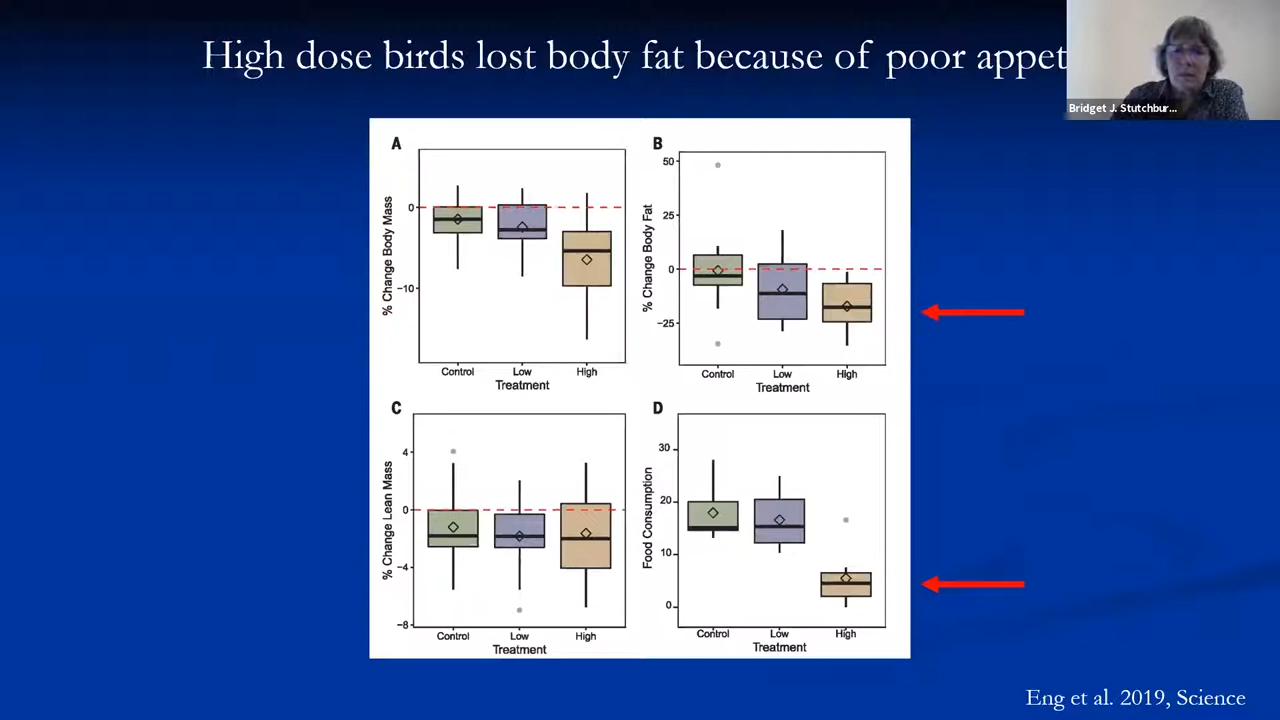 High dose birds lost body fat because of poor appet
Bridget J. Stutchbur...
A
% Change Body Mass
0
−10
Control Low High
Treatment
B
% Change Body Fat
50
25
0
−25
Control Low High
Treatment
C
% Change Lean Mass
4
0
−4
−8
Control Low High
Treatment
D
Food Consumption
30
20
10
0
Control Low High
Treatment
Eng et al. 2019, Science